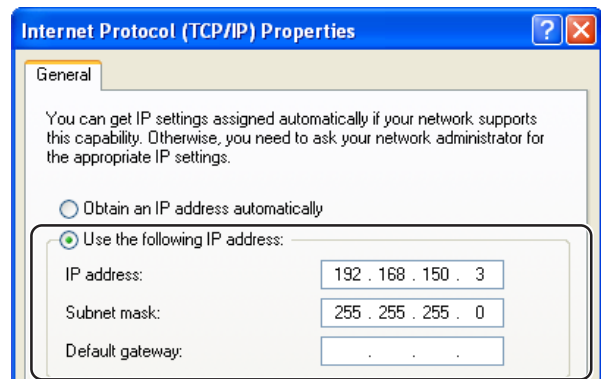 Internet Protocol (TCP/IP) Properties
General
You can get IP settings assigned automatically if your network supports
this capability. Otherwise, you need to ask your network administrator for
the appropriate IP settings.
Obtain an IP address automatically
Use the following IP address:
IP address: 192 . 168 . 150 . 3
Subnet mask: 255 . 255 . 255 . 0
Default gateway: . . .